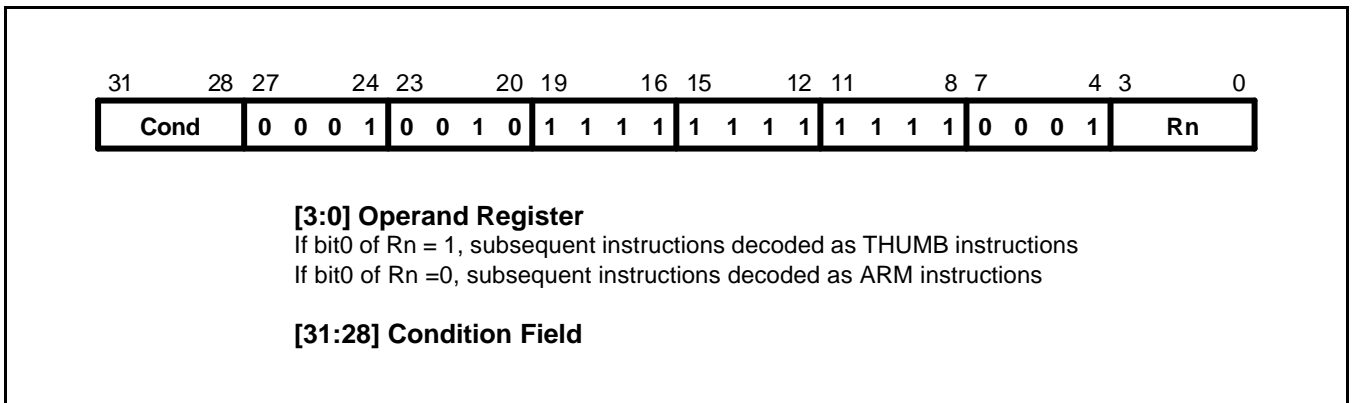 31 28 27 24 23 20 19 16 15 12 11 8 7 4 3 0
Cond 0 0 0 1 0 0 1 0 1 1 1 1 1 1 1 1 1 1 1 1 0 0 0 1 Rn
[3:0] Operand Register
If bit0 of Rn = 1, subsequent instructions decoded as THUMB instructions
If bit0 of Rn =0, subsequent instructions decoded as ARM instructions
[31:28] Condition Field